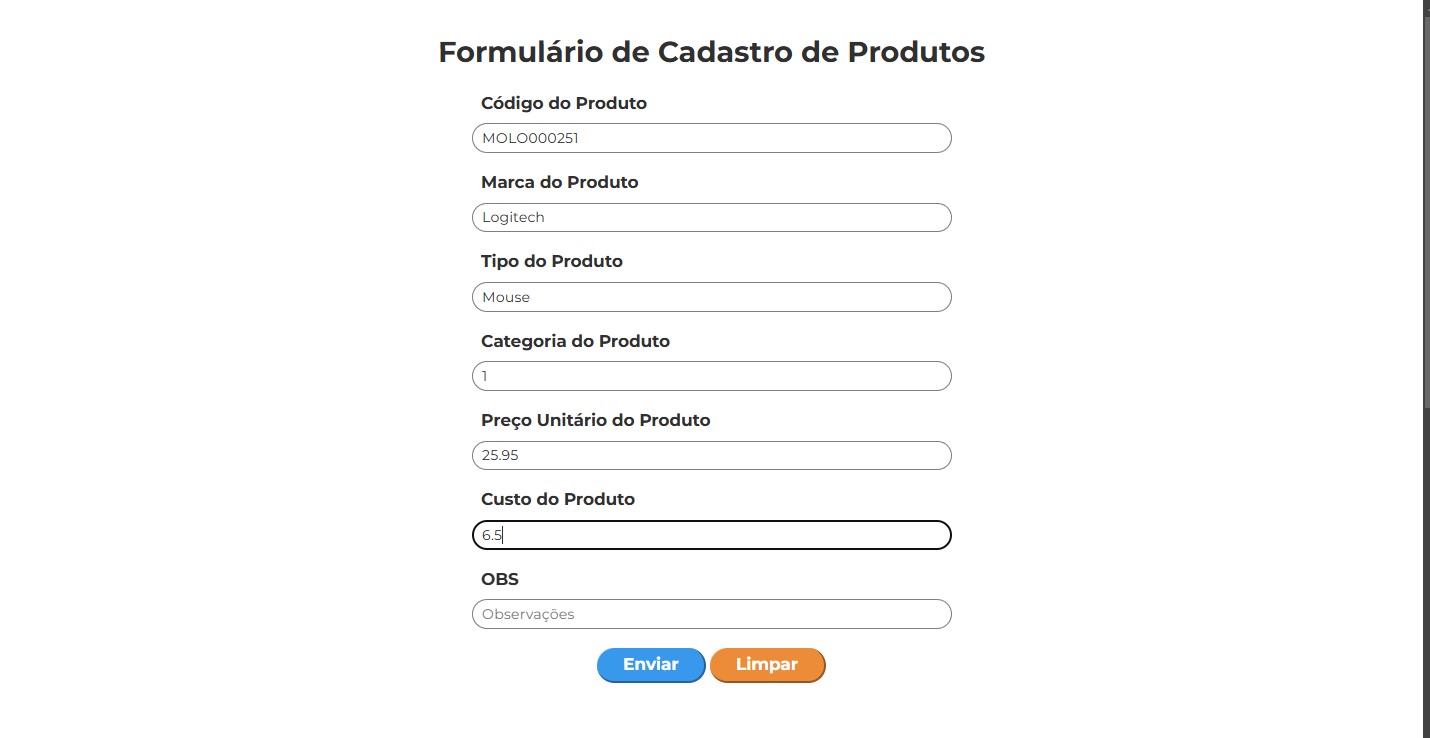 Formulário de Cadastro de Produtos
Código do Produto
MOLO000251
Marca do Produto
Logitech
Tipo do Produto
Mouse
Categoria do Produto
1
Preço Unitário do Produto
25.95
Custo do Produto
6.5
OBS
Observações
Enviar Limpar